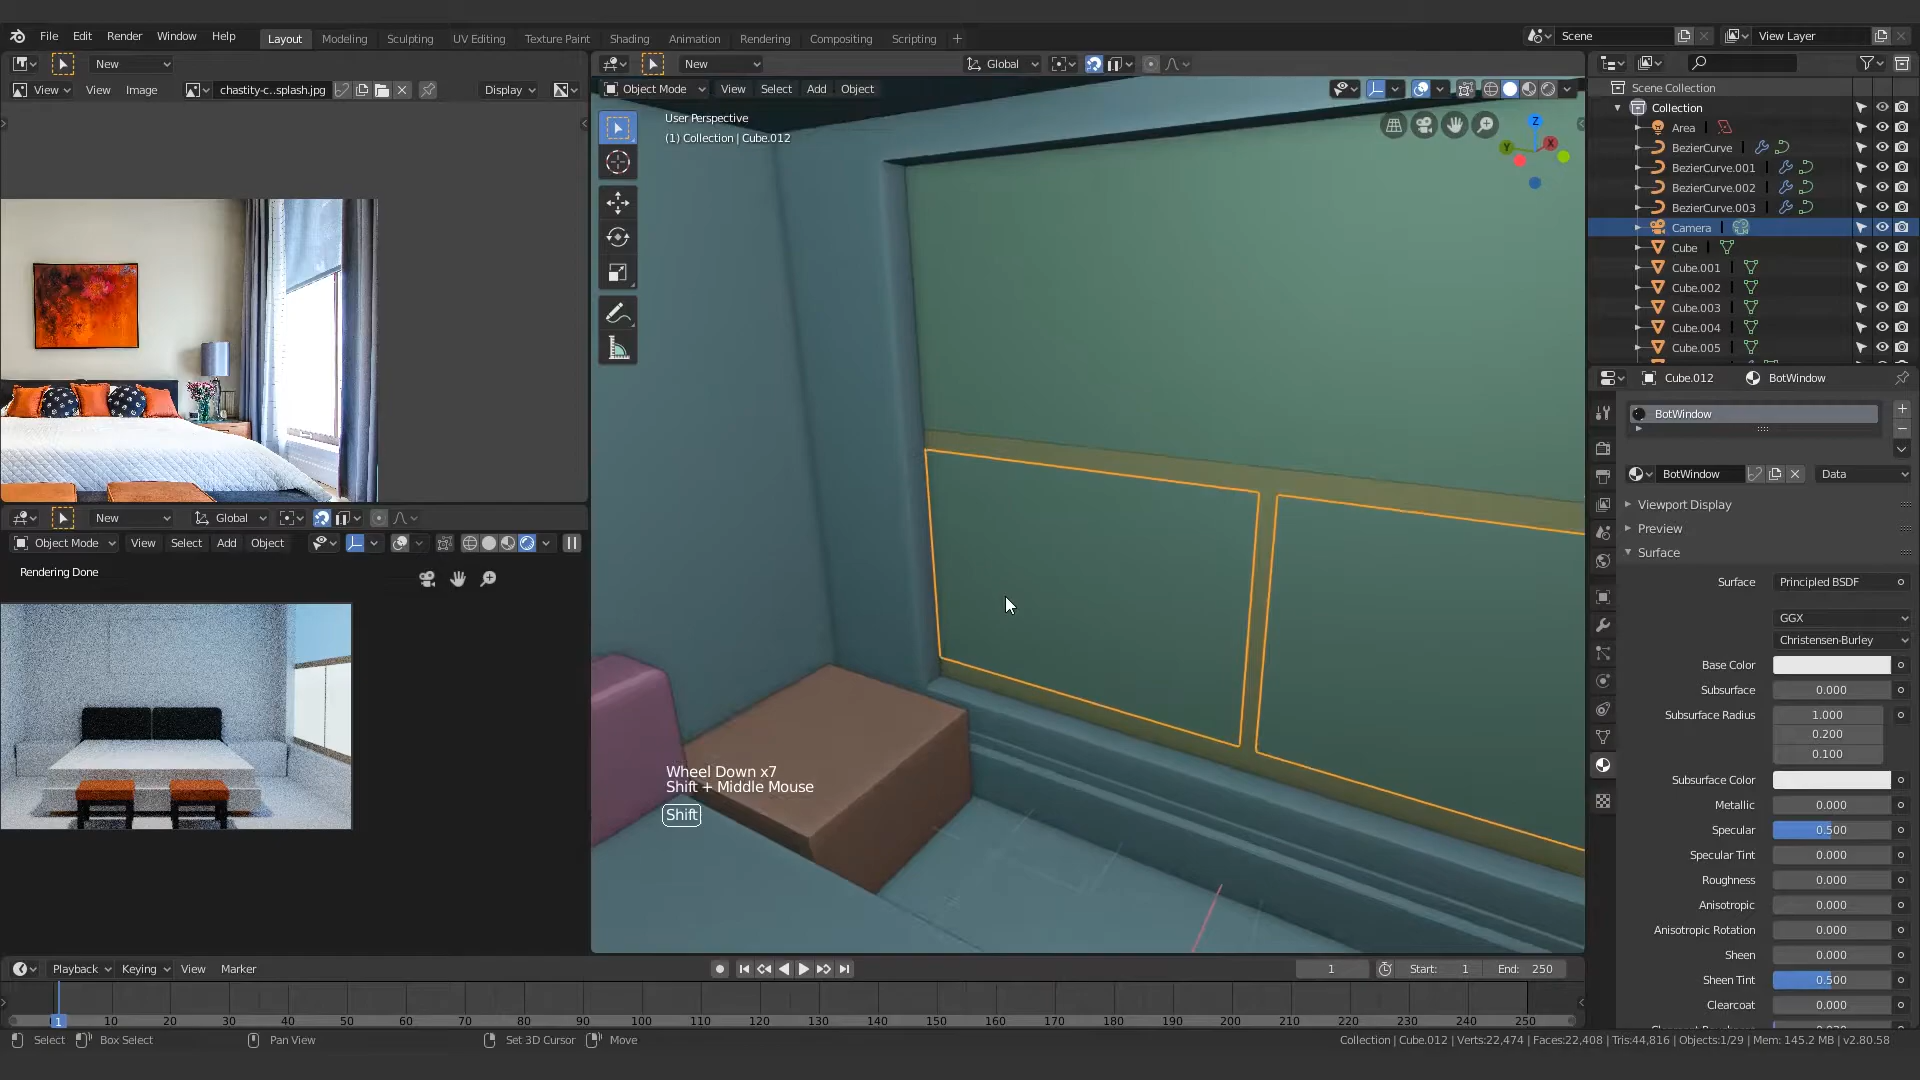 File Edit Render Window Help Layout Modeling Sculpting UV Editing Texture Paint Shading Animation Rendering Compositing Scripting + Scene View Layer
New
View View Image chastity-c..splash.jpg Display
New Global
Object Mode View Select Add Object
User Perspective
(1) Collection | Cube.012
Z
Y
X
Wheel Down x7
Shift + Middle Mouse
Shift
New Global
Object Mode View Select Add Object
Rendering Done
Scene Collection
Collection
Area
BezierCurve
BezierCurve.001
BezierCurve.002
BezierCurve.003
Camera
Cube
Cube.001
Cube.002
Cube.003
Cube.004
Cube.005
Cube.012 BotWindow
BotWindow
BotWindow Data
Viewport Display
Preview
Surface
Surface Principled BSDF
GGX
Christensen-Burley
Base Color
Subsurface 0.000
Subsurface Radius 1.000
0.200
0.100
Subsurface Color
Metallic 0.000
Specular 0.500
Specular Tint 0.000
Roughness 0.000
Anisotropic 0.000
Anisotropic Rotation 0.000
Sheen 0.000
Sheen Tint 0.500
Clearcoat 0.000
Playback Keying View Marker 1 Start: 1 End: 250
1 10 20 30 40 50 60 70 80 90 100 110 120 130 140 150 160 170 180 190 200 210 220 230 240 250
Select Box Select Pan View Set 3D Cursor Move Collection | Cube.012 | Verts:22,474 | Faces:22,408 | Tris:44,816 | Objects:1/29 | Mem: 145.2 MB | v2.80.58